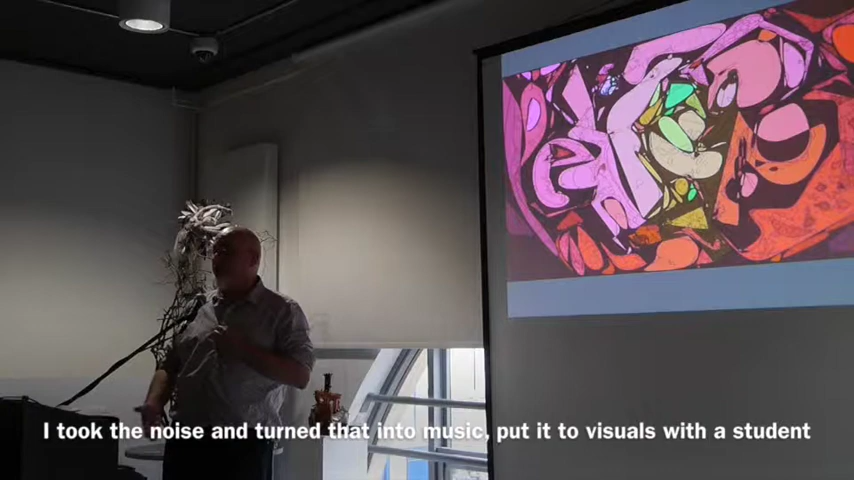 I took the noise and turned that into music, put it to visuals with a student